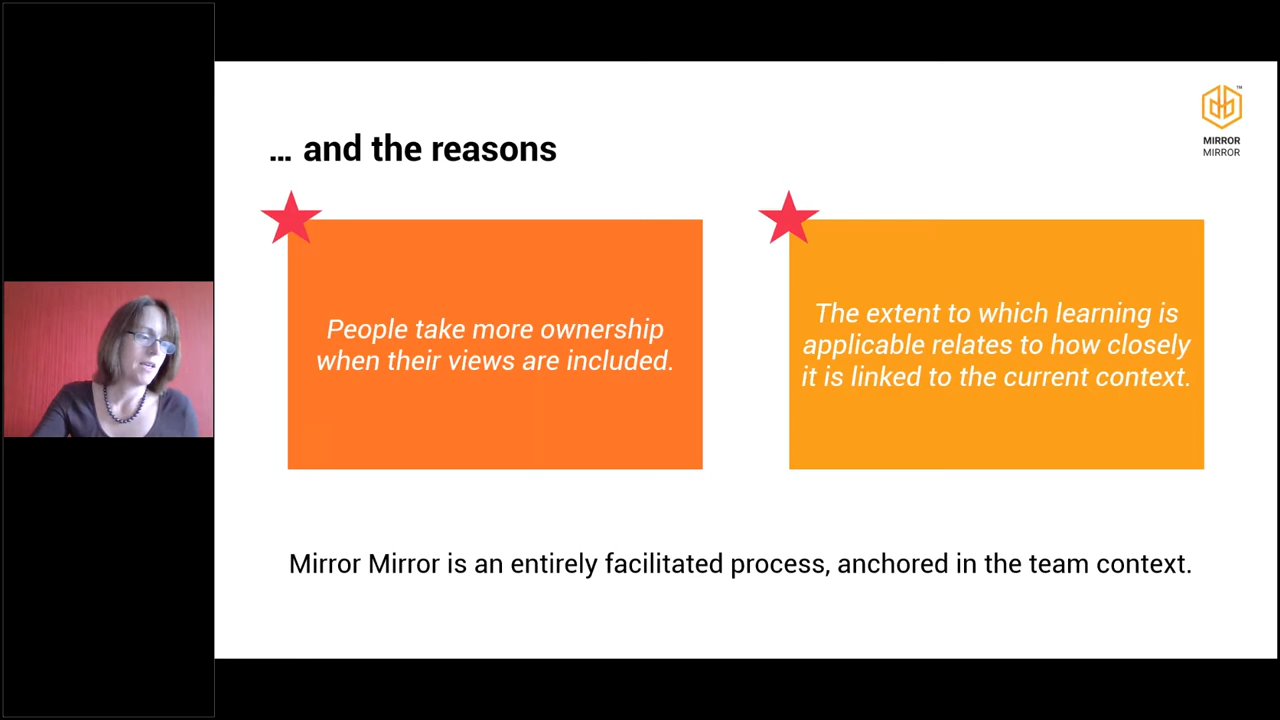 … and the reasons
™
MIRROR
MIRROR
People take more ownership
when their views are included.
The extent to which learning is
applicable relates to how closely
it is linked to the current context.
Mirror Mirror is an entirely facilitated process, anchored in the team context.